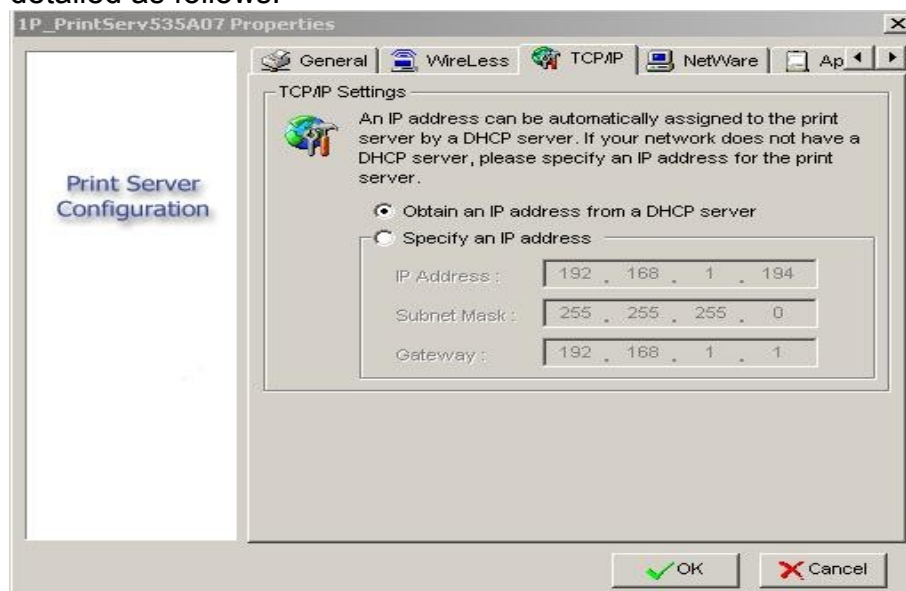 detailed as follows:
1P_PrintServ535A07 Properties
General WireLess TCP/IP NetWare Ap
TCP/IP Settings
An IP address can be automatically assigned to the print
server by a DHCP server. If your network does not have a
DHCP server, please specify an IP address for the print
server.
Print Server
Configuration
Obtain an IP address from a DHCP server
Specify an IP address
IP Address : 192 . 168 . 1 . 194
Subnet Mask : 255 . 255 . 255 . 0
Gateway : 192 . 168 . 1 . 1
OK Cancel